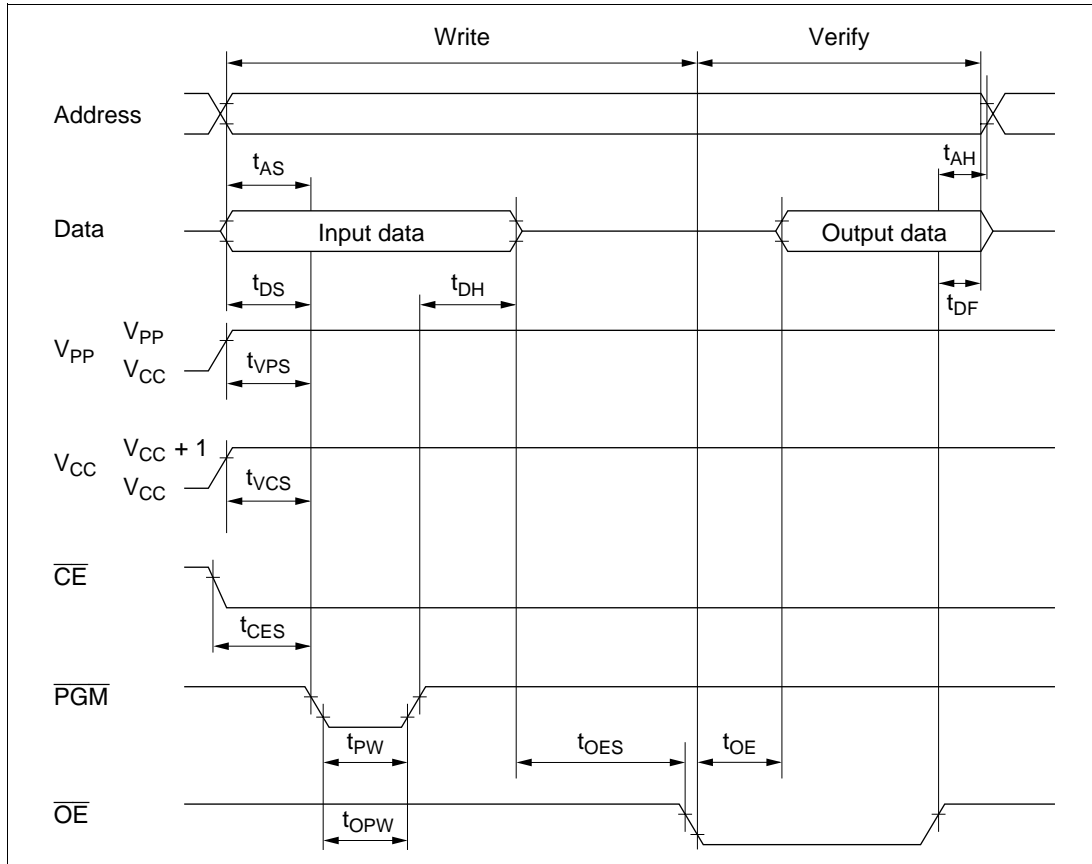 Write Verify
Address
tAS tAH
Data Input data Output data
tDS tDH tDF
VPP VPP
VCC
tVPS
VCC VCC + 1
VCC
tVCS
CE
tCES
PGM
tPW tOES tOE
OE
tOPW